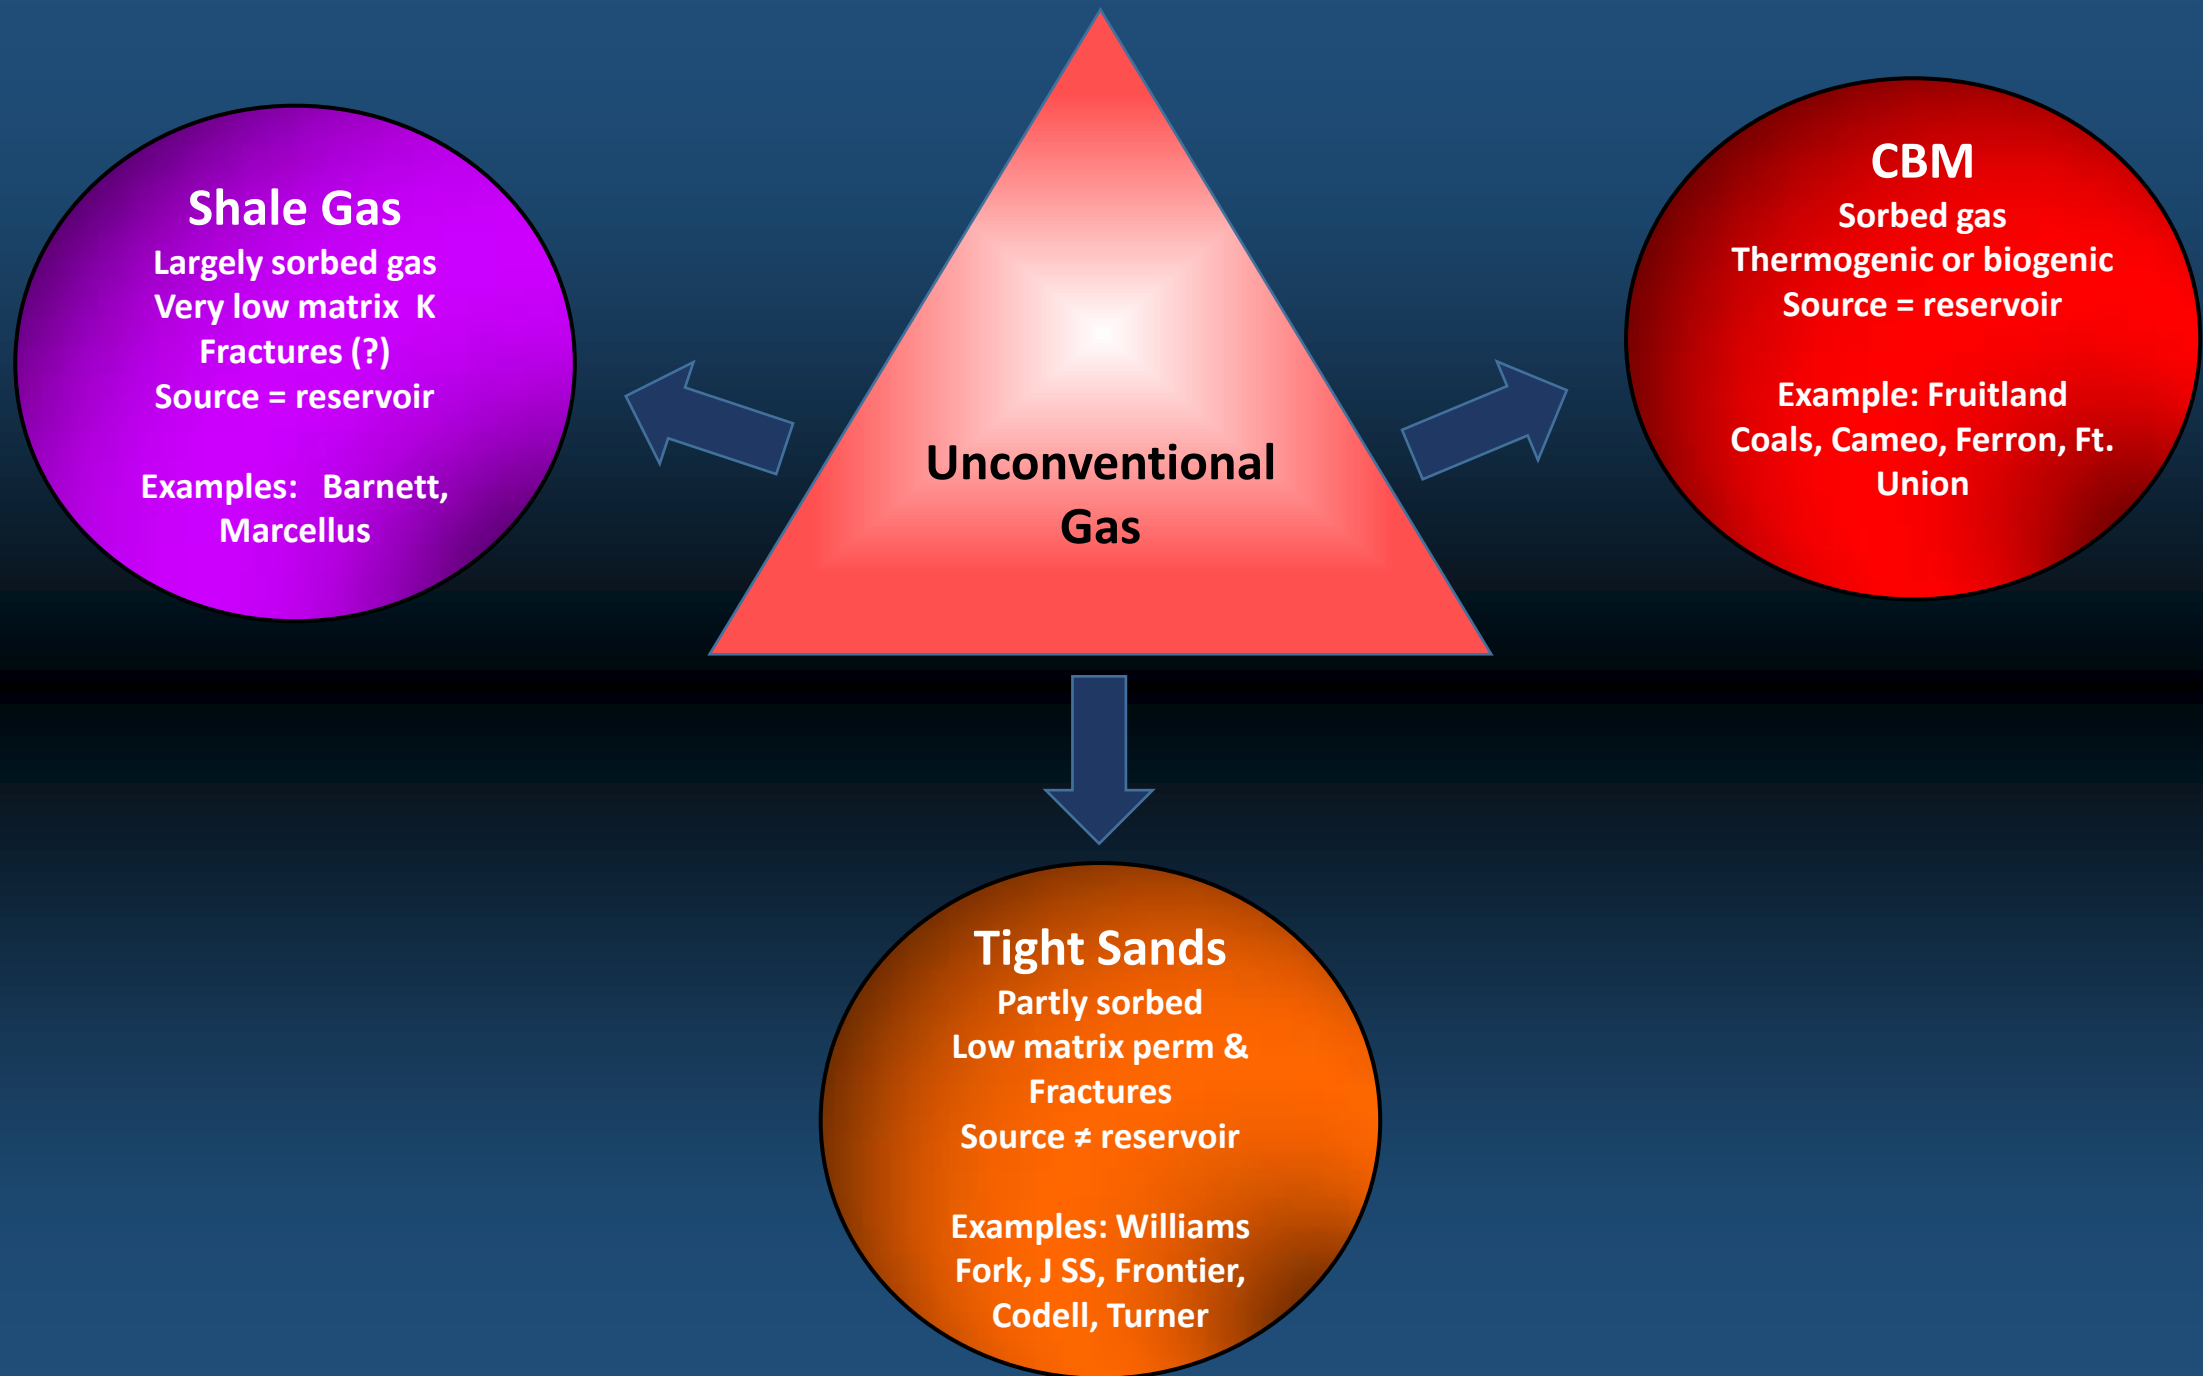 Shale Gas
Largely sorbed gas
Very low matrix  K
Fractures (?)
Source = reservoir
Examples:   Barnett,
Marcellus
Unconventional
Gas
CBM
Sorbed gas
Thermogenic or biogenic
Source = reservoir
Example: Fruitland
Coals, Cameo, Ferron, Ft.
Union
Tight Sands
Partly sorbed
Low matrix perm &
Fractures
Source ≠ reservoir
Examples: Williams
Fork, J SS, Frontier,
Codell, Turner